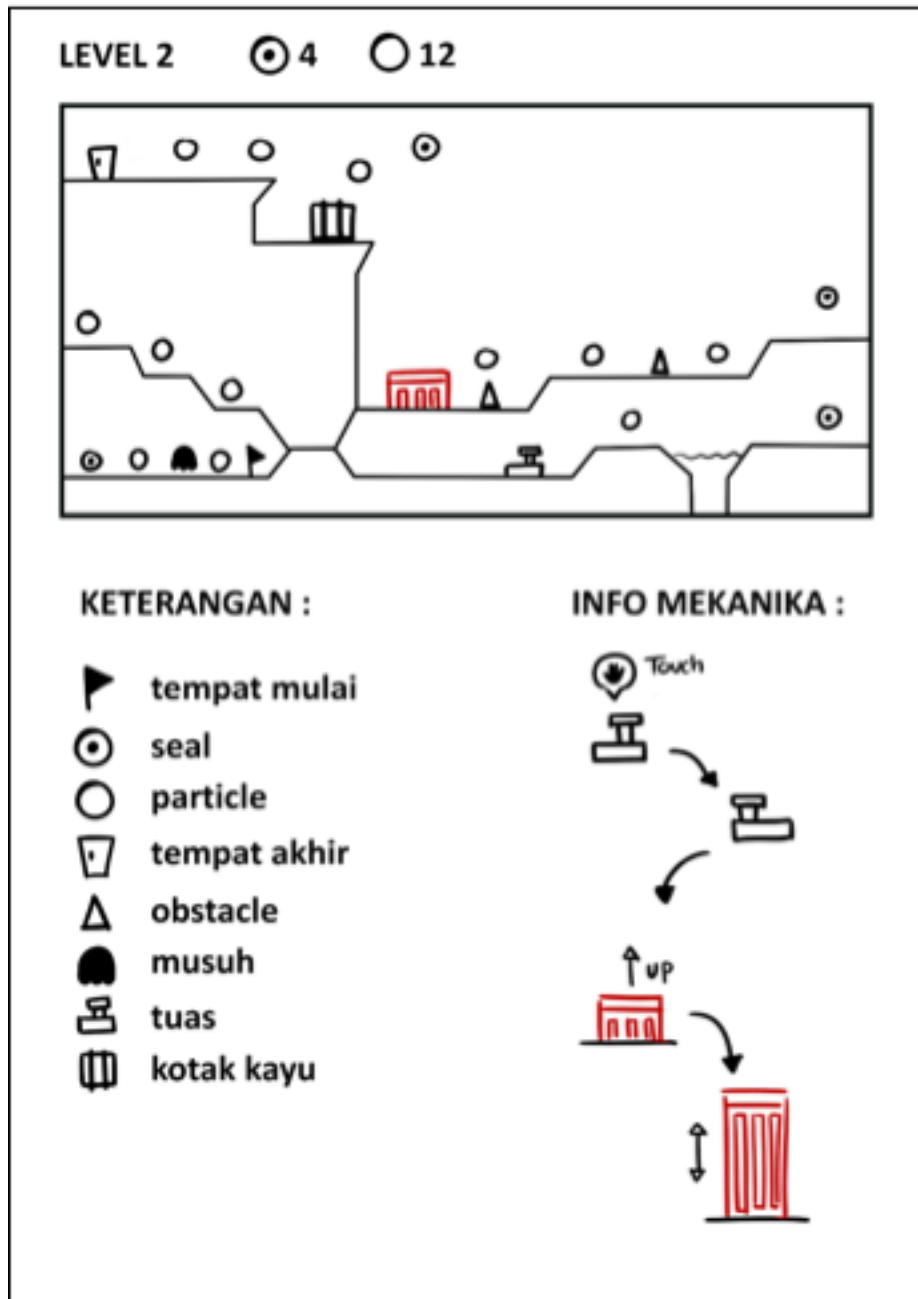 LEVEL 2 4 12
KETERANGAN :
tempat mulai
seal
particle
tempat akhir
obstacle
musuh
tuas
kotak kayu
INFO MEKANIKA :
Touch
UP